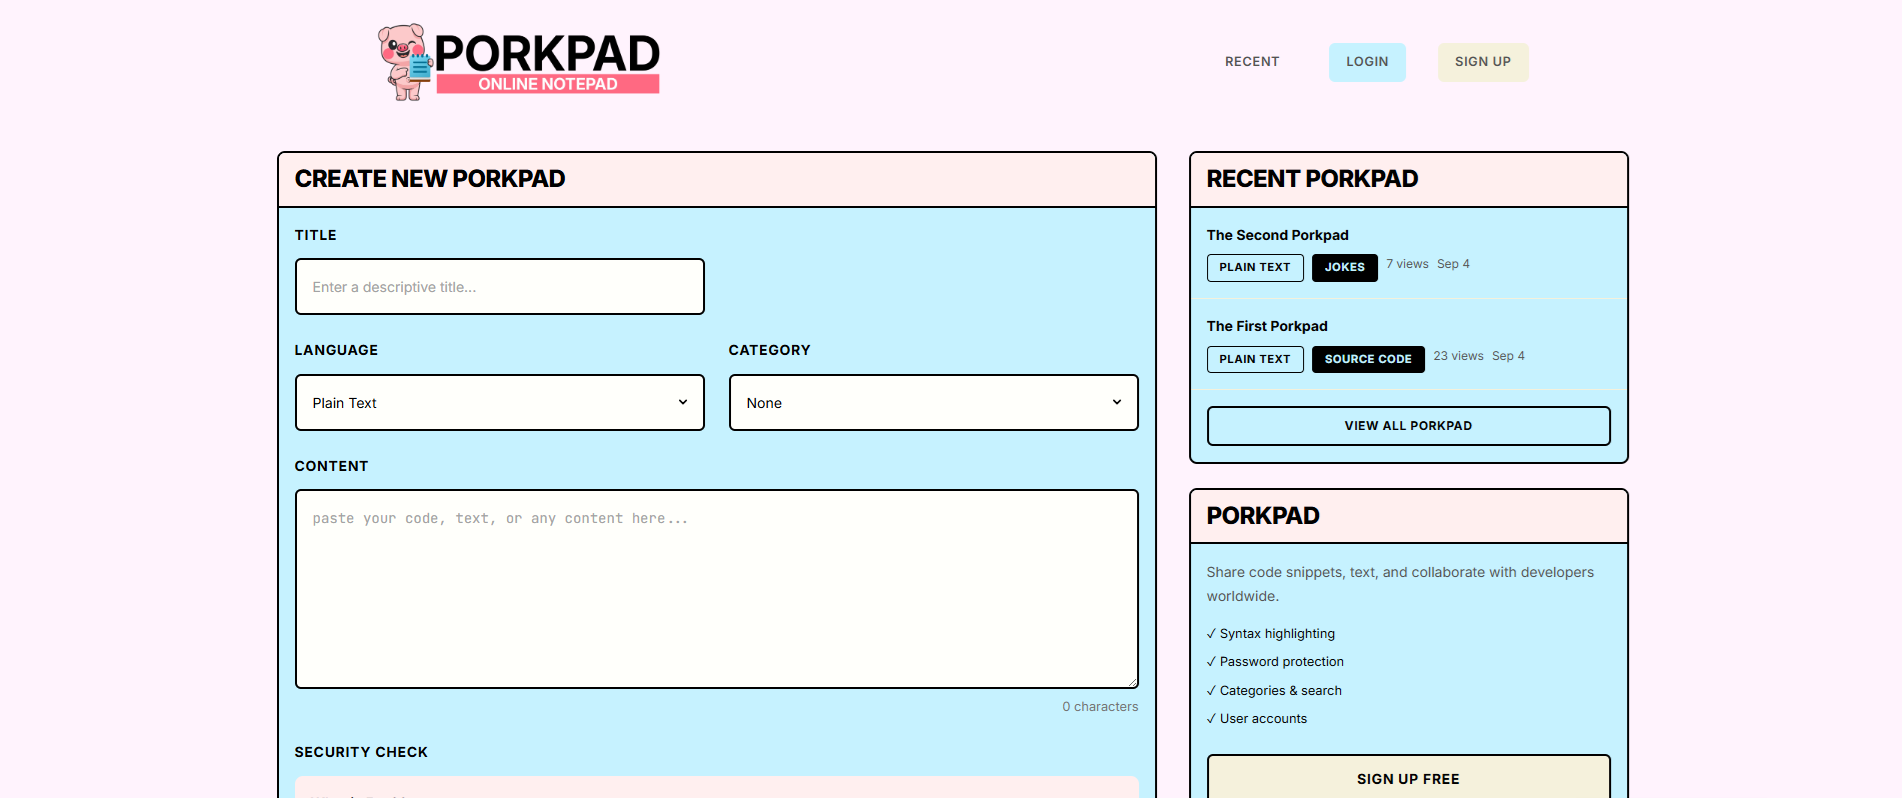 PORKPAD
ONLINE NOTEPAD
RECENT
LOGIN
SIGN UP
CREATE NEW PORKPAD
TITLE
Enter a descriptive title...
LANGUAGE
CATEGORY
Plain Text
None
CONTENT
paste your code, text, or any content here...
0 characters
SECURITY CHECK
RECENT PORKPAD
The Second Porkpad
PLAIN TEXT JOKES 7 views Sep 4
The First Porkpad
PLAIN TEXT SOURCE CODE 23 views Sep 4
VIEW ALL PORKPAD
PORKPAD
Share code snippets, text, and collaborate with developers
worldwide.
✓ Syntax highlighting
✓ Password protection
✓ Categories & search
✓ User accounts
SIGN UP FREE